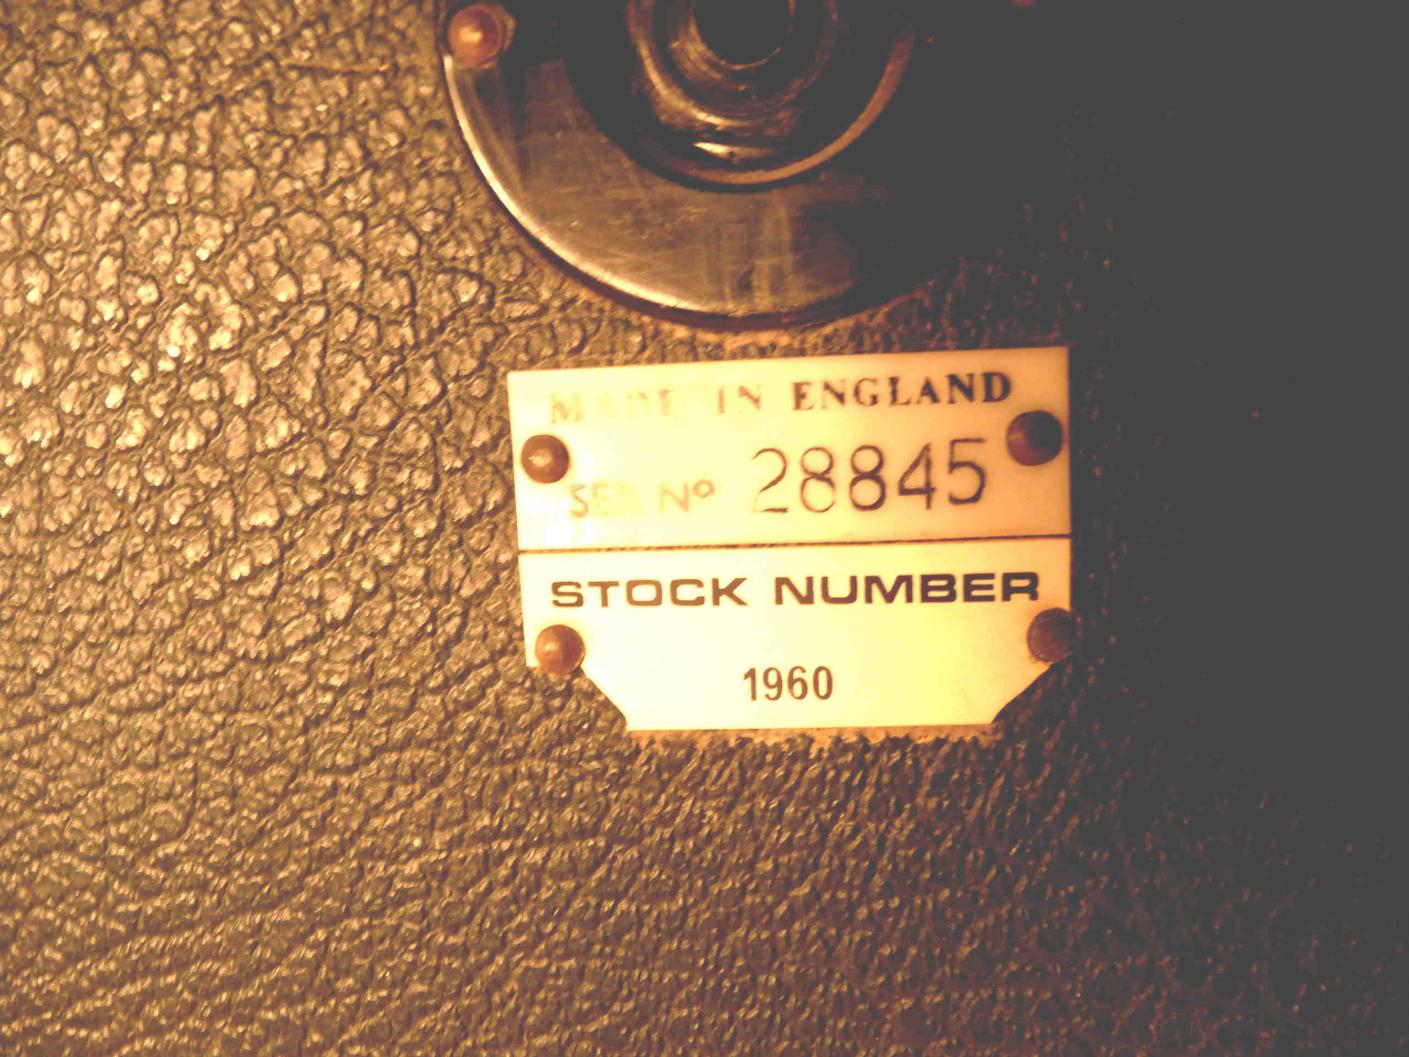 MADE IN ENGLAND
SER Nº 28845
STOCK NUMBER
1960